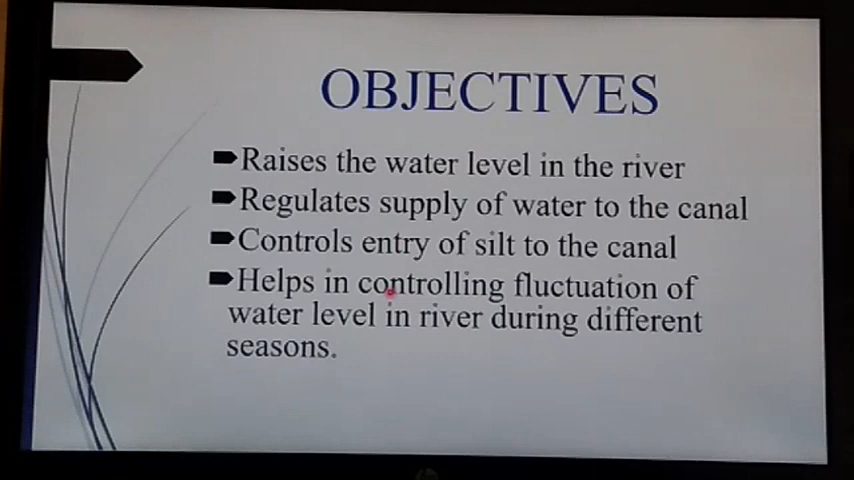 OBJECTIVES
Raises the water level in the river
Regulates supply of water to the canal
Controls entry of silt to the canal
Helps in controlling fluctuation of
water level in river during different
seasons.